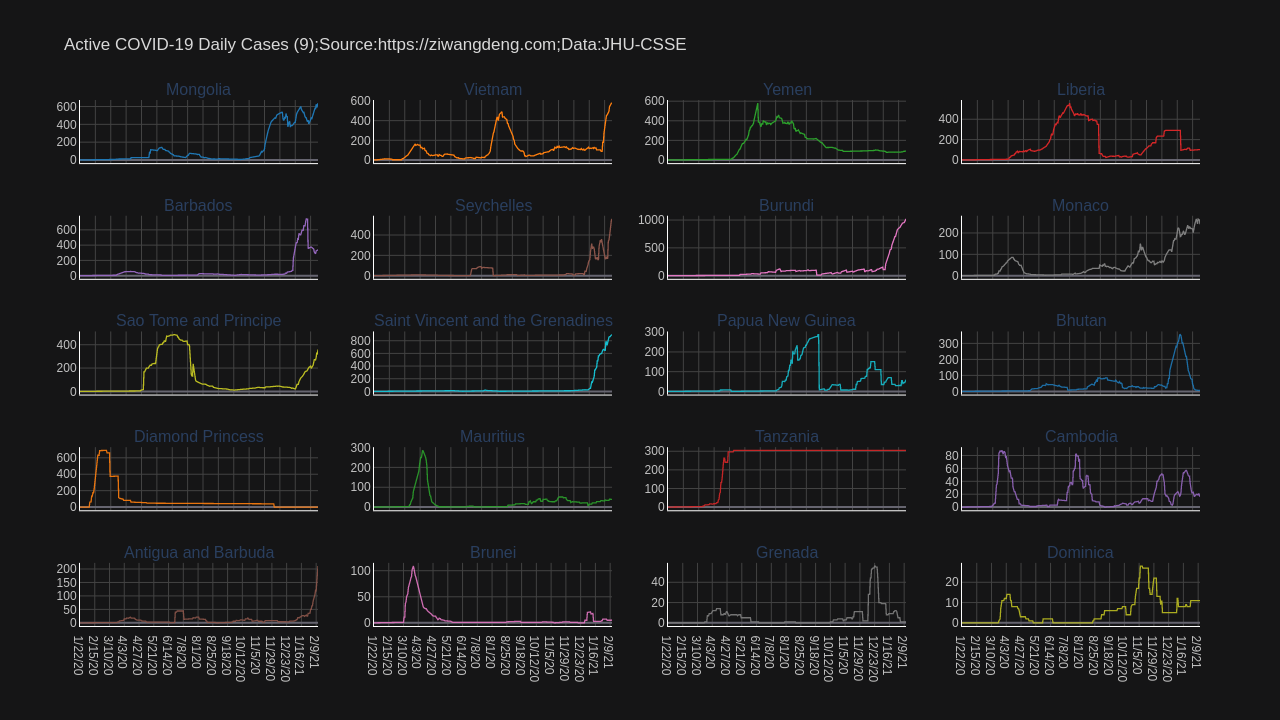 Active COVID-19 Daily Cases (9);Source:https://ziwangdeng.com;Data:JHU-CSSE
Mongolia Vietnam Yemen Liberia
600 400 200 0
600 400 200 0
600 400 200 0
400 200 0
Barbados Seychelles Burundi Monaco
600 400 200 0
400 200 0
1000 500 0
200 100 0
Sao Tome and Principe Saint Vincent and the Grenadines Papua New Guinea Bhutan
400 200 0
800 600 400 200
300 200 100 0
300 200 100 0
Diamond Princess Mauritius Tanzania Cambodia
600 400 200 0
300 200 100 0
300 200 100 0
80 60 40 20
Antigua and Barbuda Brunei Grenada Dominica
200 150 100 50 0
100 50 0
40 20 0
20 10 0
1/22/20 2/15/20 3/10/20 4/3/20 4/27/20 5/21/20 6/14/20 7/8/20 8/1/20 8/25/20 9/18/20 10/12/20 11/5/20 11/29/20 12/23/20 1/16/21 2/9/21
1/22/20 2/15/20 3/10/20 4/3/20 4/27/20 5/21/20 6/14/20 7/8/20 8/1/20 8/25/20 9/18/20 10/12/20 11/5/20 11/29/20 12/23/20 1/16/21 2/9/21
1/22/20 2/15/20 3/10/20 4/3/20 4/27/20 5/21/20 6/14/20 7/8/20 8/1/20 8/25/20 9/18/20 10/12/20 11/5/20 11/29/20 12/23/20 1/16/21 2/9/21
1/22/20 2/15/20 3/10/20 4/3/20 4/27/20 5/21/20 6/14/20 7/8/20 8/1/20 8/25/20 9/18/20 10/12/20 11/5/20 11/29/20 12/23/20 1/16/21 2/9/21